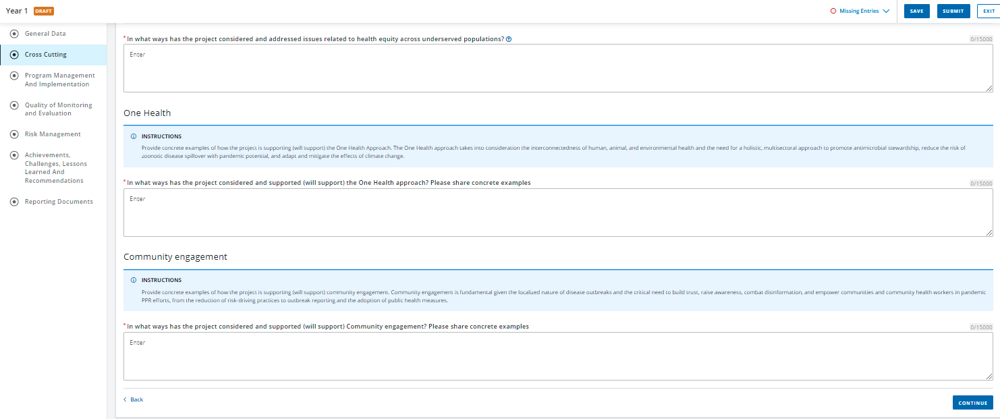 Year 1 DRAFT Missing Entries SAVE SUBMIT EXIT
General Data
Cross Cutting
Program Management
And Implementation
Quality of Monitoring
and Evaluation
Risk Management
Achievements,
Challenges, Lessons
Learned And
Recommendations
Reporting Documents
* In what ways has the project considered and addressed issues related to health equity across underserved populations? 0/15000
Enter
One Health
INSTRUCTIONS
Provide concrete examples of how the project is supporting (will support) the One Health Approach. The One Health approach takes into consideration the interconnectedness of human, animal, and environmental health and the need for a holistic, multisectoral approach to promote antimicrobial stewardship, reduce the risk of
zoonotic disease spillover with pandemic potential, and adapt and mitigate the effects of climate change.
* In what ways has the project considered and supported (will support) the One Health approach? Please share concrete examples 0/15000
Enter
Community engagement
INSTRUCTIONS
Provide concrete examples of how the project is supporting (will support) community engagement. Community engagement is fundamental given the localized nature of disease outbreaks and the critical need to build trust, raise awareness, combat disinformation, and empower communities and community health workers in pandemic
PPR efforts, from the reduction of risk-driving practices to outbreak reporting and the adoption of public health measures.
* In what ways has the project considered and supported (will support) Community engagement? Please share concrete examples 0/15000
Enter
Back
CONTINUE